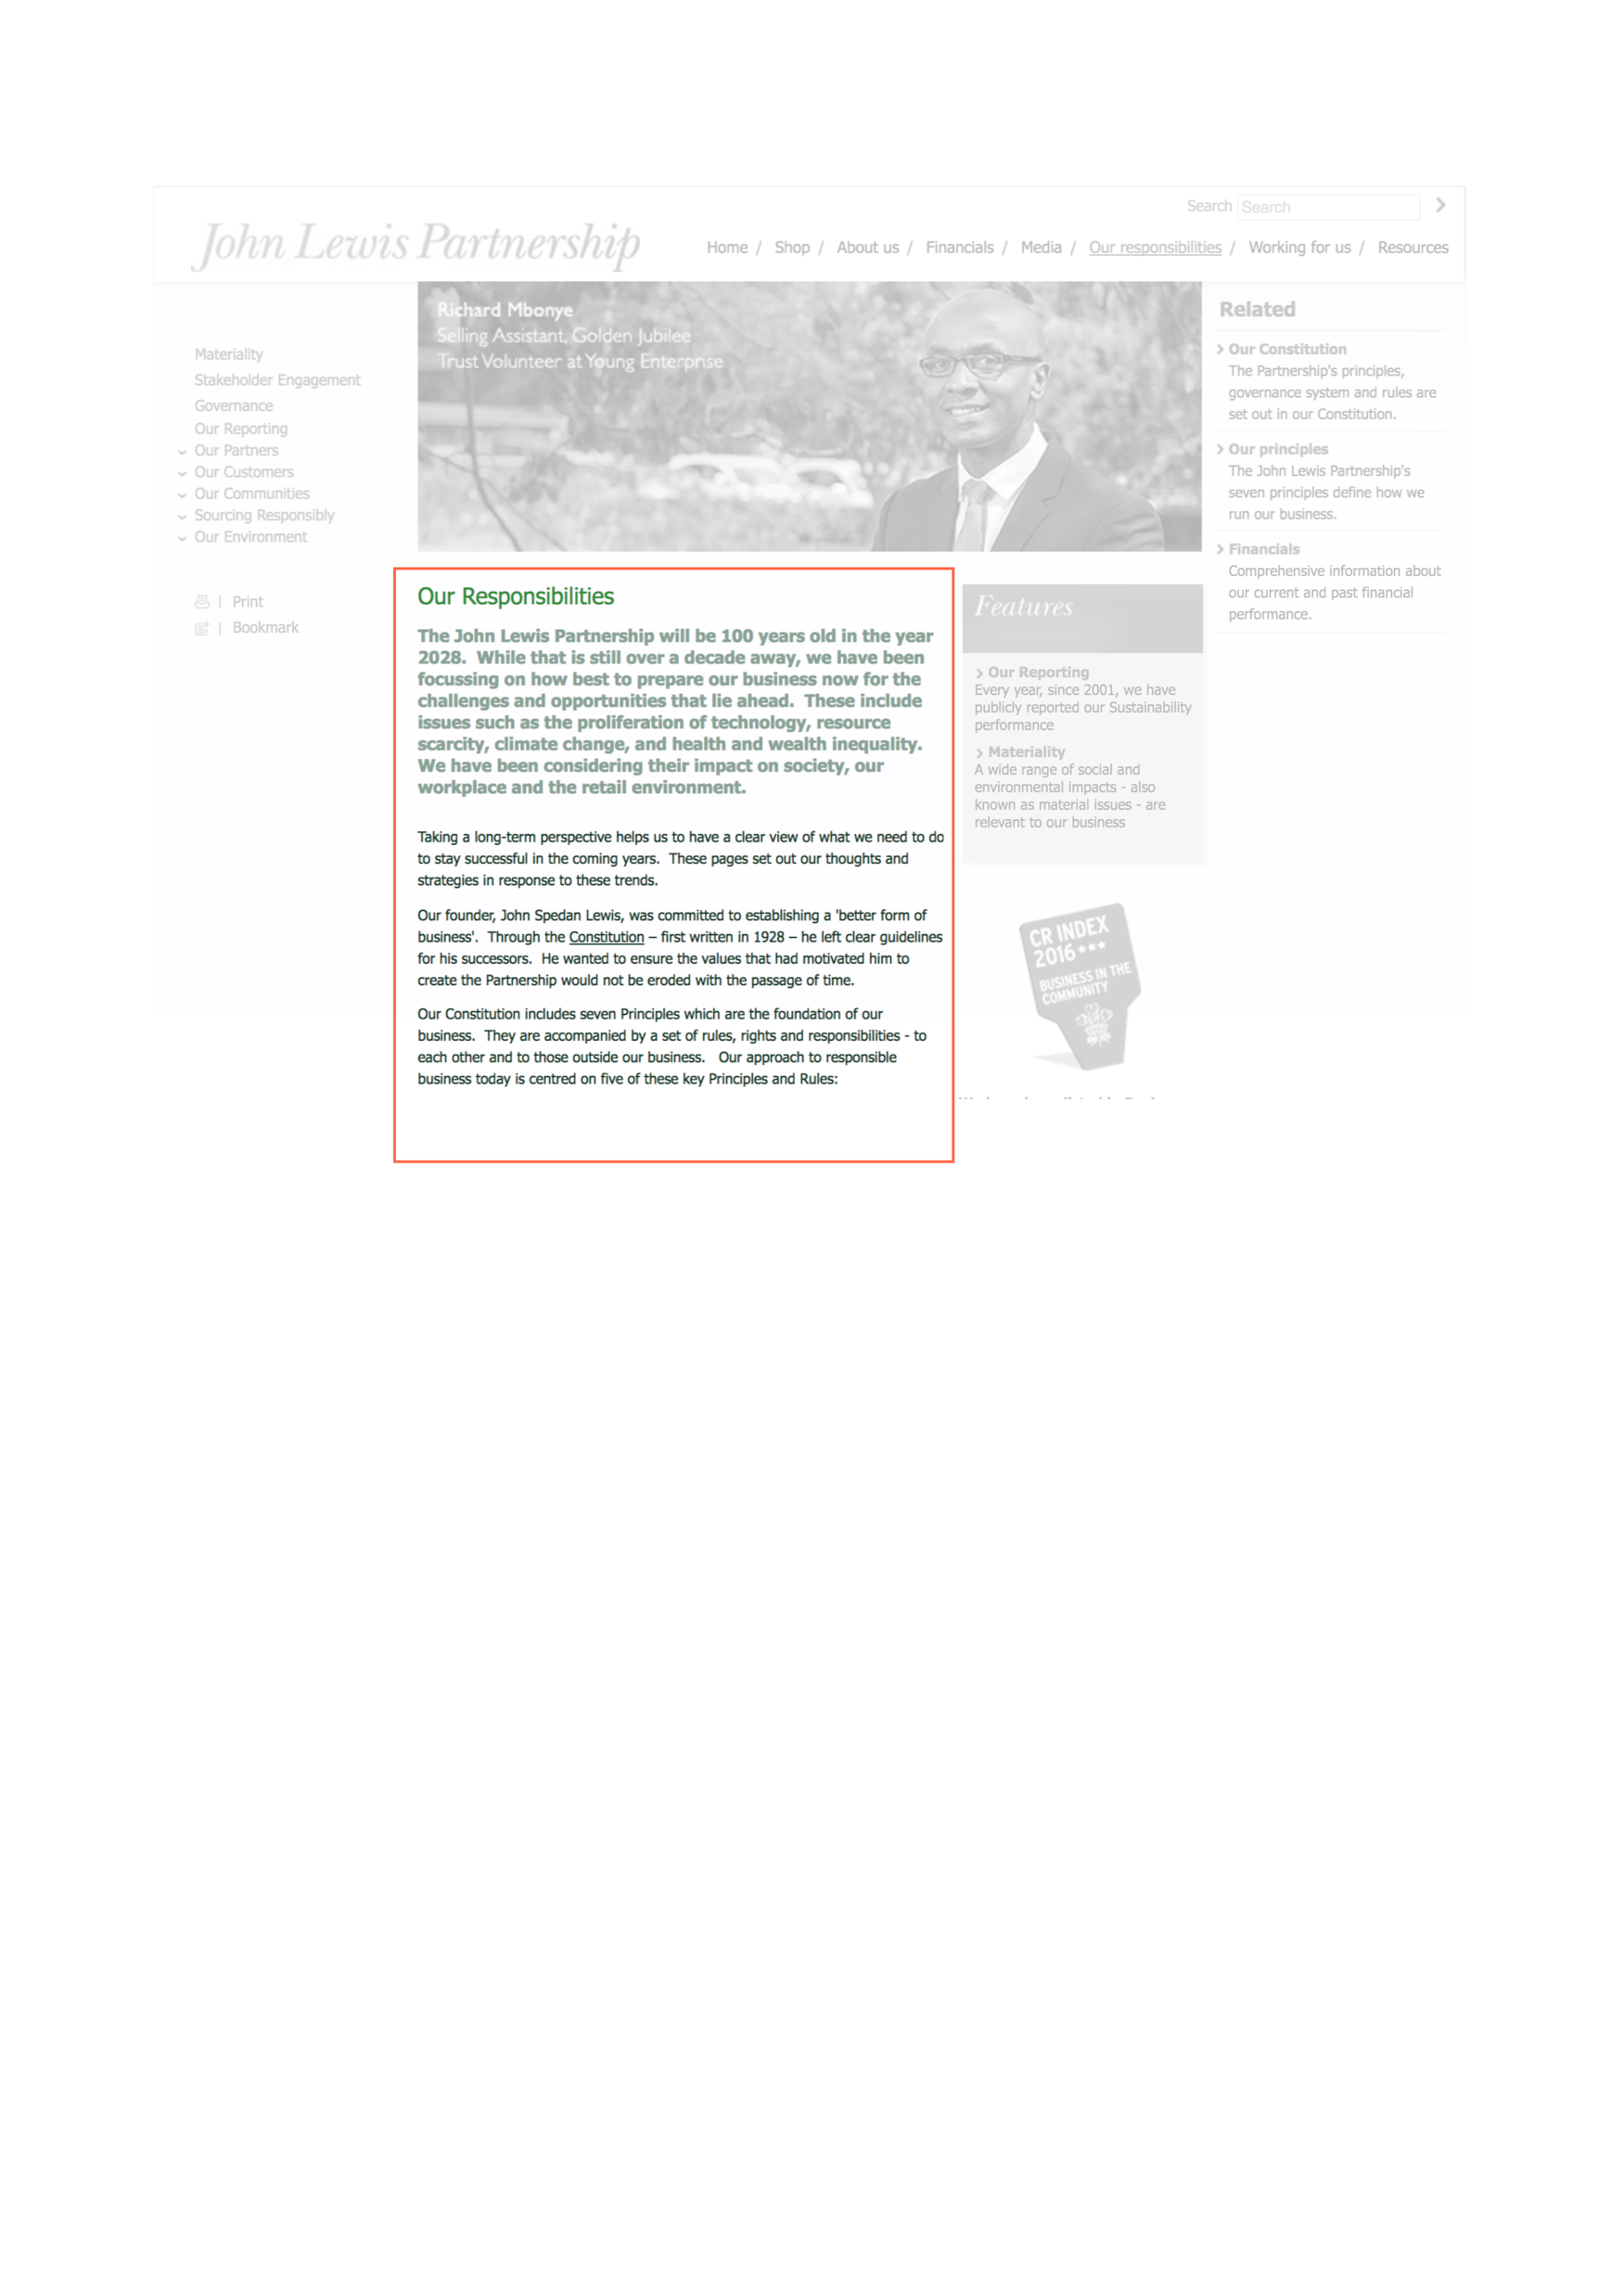 Search Search
John Lewis Partnership
Home / Shop / About us / Financials / Media / Our responsibilities / Working for us / Resources
Materiality
Stakeholder Engagement
Governance
Our Reporting
Our Partners
Our Customers
Our Communities
Sourcing Responsibly
Our Environment
Print
Bookmark
Richard Mbonye
Selling Assistant, Golden Jubilee
Trust Volunteer at Young Enterprise
Our Responsibilities
The John Lewis Partnership will be 100 years old in the year
2028. While that is still over a decade away, we have been
focussing on how best to prepare our business now for the
challenges and opportunities that lie ahead. These include
issues such as the proliferation of technology, resource
scarcity, climate change, and health and wealth inequality.
We have been considering their impact on society, our
workplace and the retail environment.
Taking a long-term perspective helps us to have a clear view of what we need to do
to stay successful in the coming years. These pages set out our thoughts and
strategies in response to these trends.
Our founder, John Spedan Lewis, was committed to establishing a 'better form of
business'. Through the Constitution – first written in 1928 – he left clear guidelines
for his successors. He wanted to ensure the values that had motivated him to
create the Partnership would not be eroded with the passage of time.
Our Constitution includes seven Principles which are the foundation of our
business. They are accompanied by a set of rules, rights and responsibilities - to
each other and to those outside our business. Our approach to responsible
business today is centred on five of these key Principles and Rules:
Features
Our Reporting
Every year, since 2001, we have
publicly reported our Sustainability
performance
Materiality
A wide range of social and
environmental impacts - also
known as material issues - are
relevant to our business
CR INDEX
2016 ★★★
BUSINESS IN THE
COMMUNITY
Related
Our Constitution
The Partnership's principles,
governance system and rules are
set out in our Constitution.
Our principles
The John Lewis Partnership's
seven principles define how we
run our business.
Financials
Comprehensive information about
our current and past financial
performance.